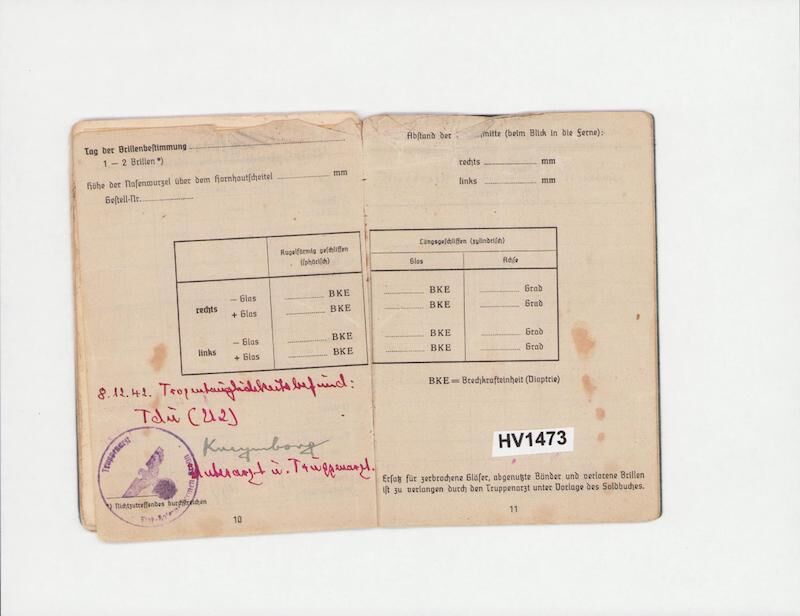 Tag der Brillenbestimmung
1 – 2 Brillen *)
Höhe der Nasenwurzel über dem Hornhautscheitel mm
Gestell-Nr.
Kugelförmig geschliffen
(sphärisch)
rechts
– Glas BKE
+ Glas BKE
links
– Glas BKE
+ Glas BKE
8.12.42. Tropentauglichkeitsbefund:
Tdu (U2)
u. Truppenarzt.
Truppenarzt
*) Nichtzutreffendes durchstreichen
10
Abstand der mitte (beim Blick in die Ferne):
rechts mm
links mm
Längsgeschliffen (zylindrisch)
Glas Achse
BKE Grad
BKE Grad
BKE Grad
BKE Grad
BKE = Brechkrafteinheit (Dioptrie)
HV1473
Ersatz für zerbrochene Gläser, abgenutzte Bänder und verlorene Brillen
ist zu verlangen durch den Truppenarzt unter Vorlage des Soldbuches.
11